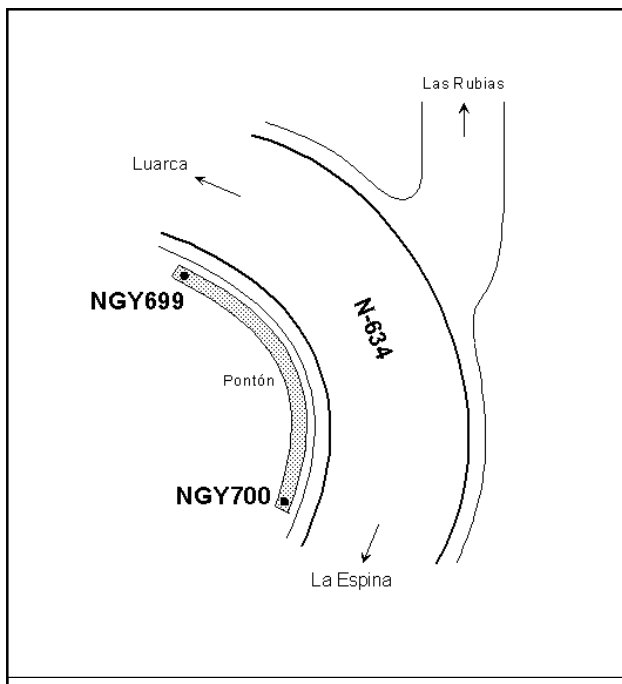 Las Rubias
Luarca
NGY699
N-634
Pontón
NGY700
La Espina